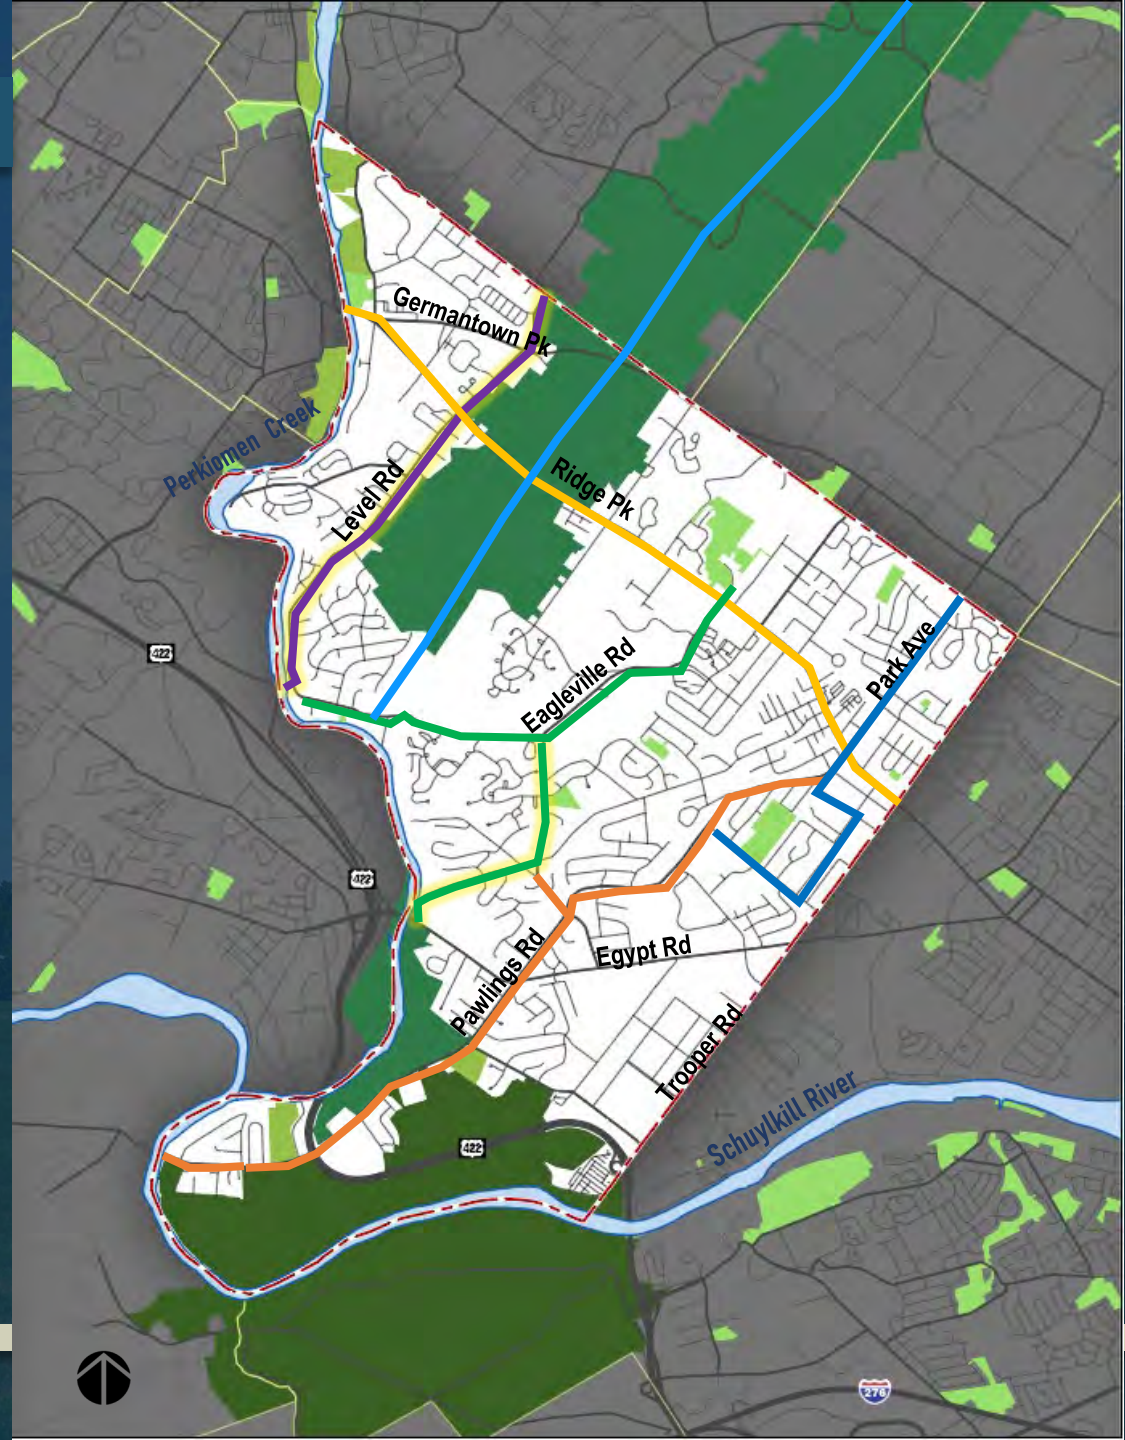 Germantown Pk
Perkiomen Creek
Level Rd
Ridge Pk
Park Ave
Eagleville Rd
422
422
Pawlings Rd
Egypt Rd
Trooper Rd
Schuylkill River
422
276